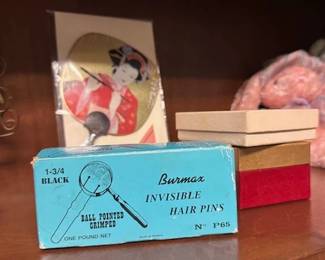 1-3/4
BLACK
BALL POINTED
CRIMPED
ONE POUND NET
Burmax
INVISIBLE
HAIR PINS
No P65